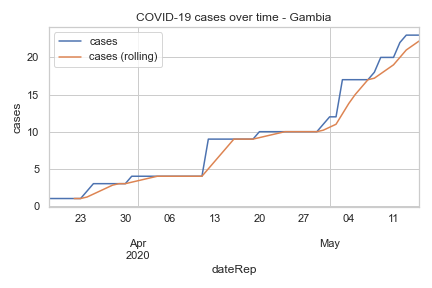 COVID-19 cases over time - Gambia
cases
cases (rolling)
cases
20
15
10
5
0
23
30
06
13
20
27
04
11
Apr
2020
May
dateRep